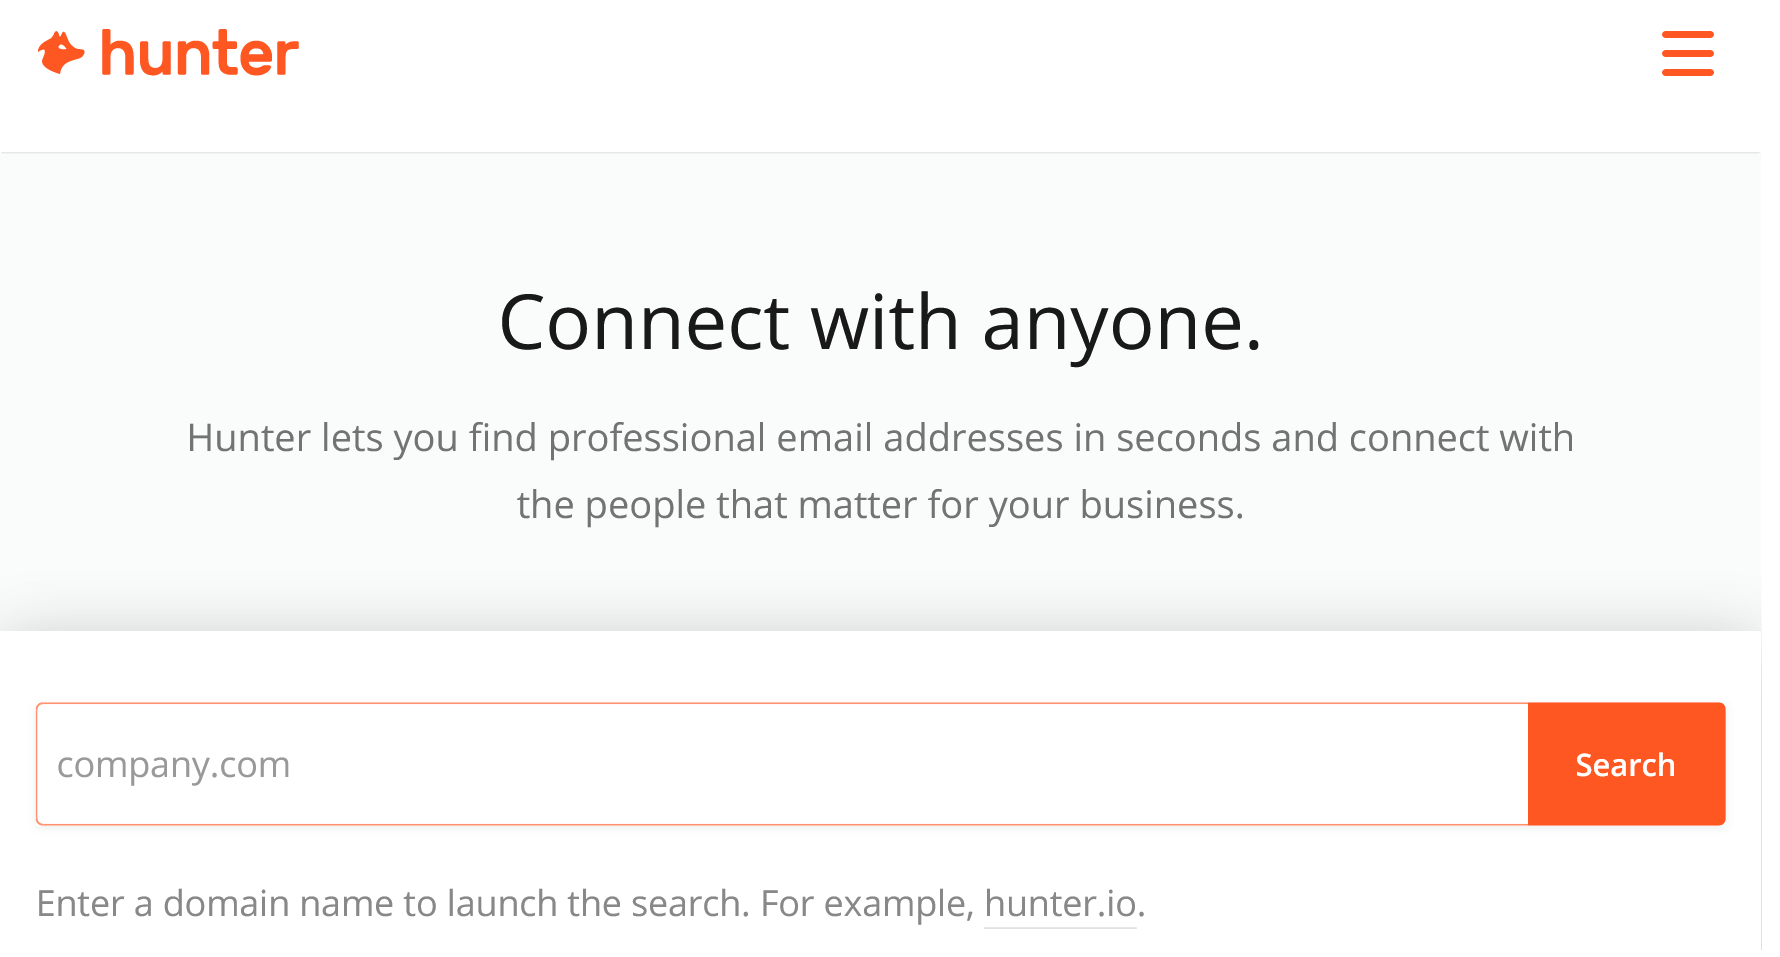 hunter
Connect with anyone.
Hunter lets you find professional email addresses in seconds and connect with
the people that matter for your business.
company.com
Search
Enter a domain name to launch the search. For example, hunter.io.